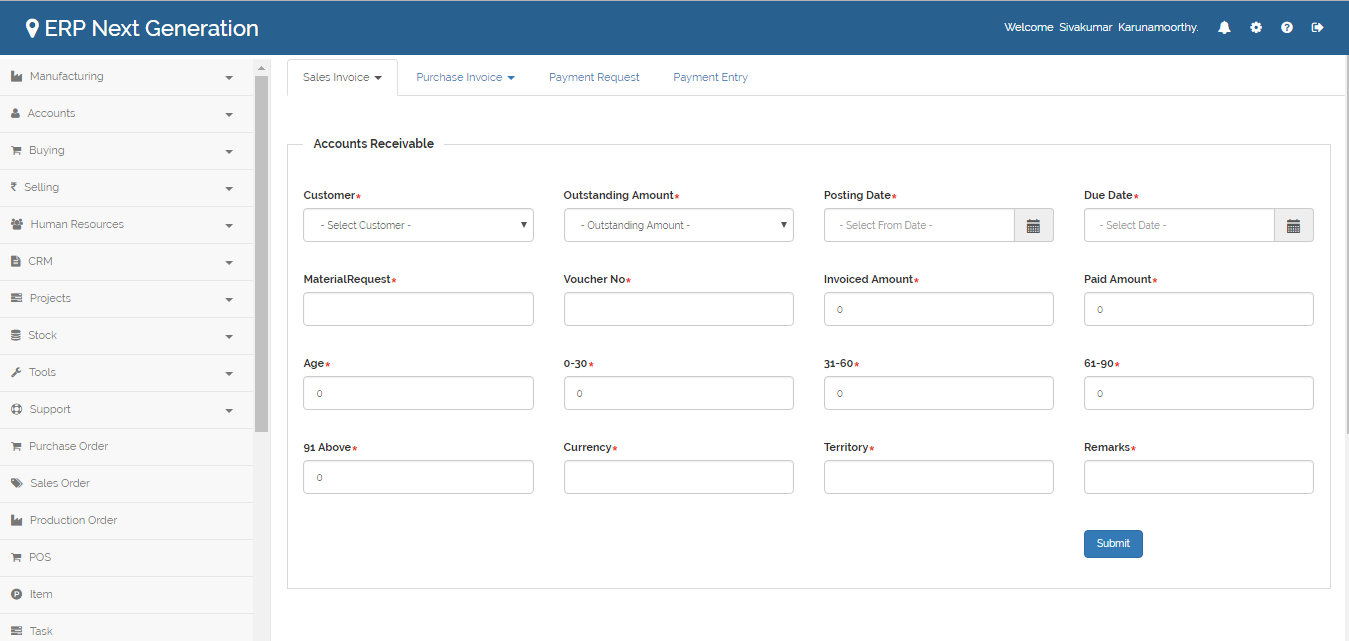 ERP Next Generation
Welcome Sivakumar Karunamoorthy.
Manufacturing
Accounts
Buying
Selling
Human Resources
CRM
Projects
Stock
Tools
Support
Purchase Order
Sales Order
Production Order
POS
Item
Task
Sales Invoice
Purchase Invoice
Payment Request
Payment Entry
Accounts Receivable
Customer* Outstanding Amount* Posting Date* Due Date*
- Select Customer - - Outstanding Amount - - Select From Date - - Select Date -
MaterialRequest* Voucher No* Invoiced Amount* Paid Amount*
0 0
Age* 0-30* 31-60* 61-90*
0 0 0 0
91 Above* Currency* Territory* Remarks*
0
Submit